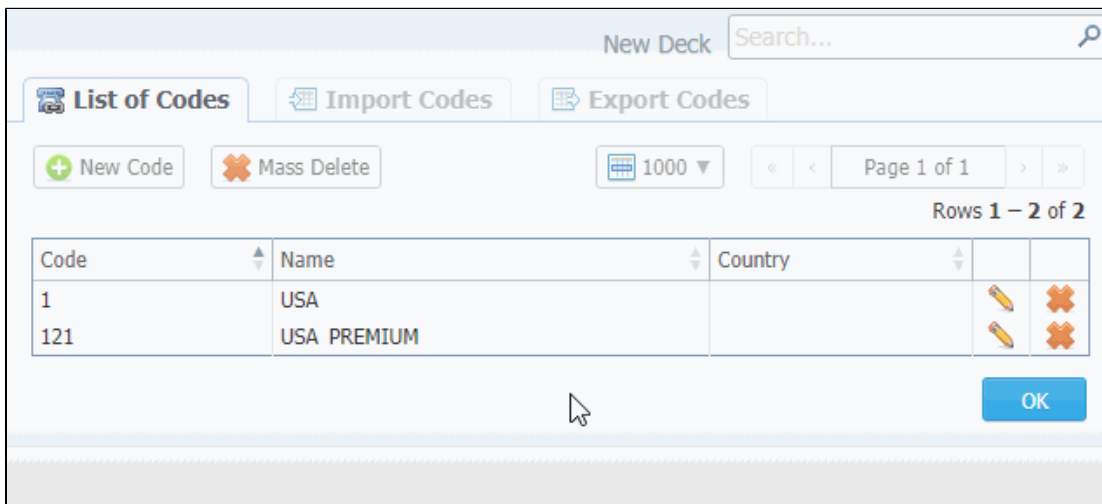 New Deck Search...
List of Codes Import Codes Export Codes
New Code Mass Delete 1000 ▼ « < Page 1 of 1 > »
Rows 1 – 2 of 2
Code Name Country
1 USA
121 USA PREMIUM
OK